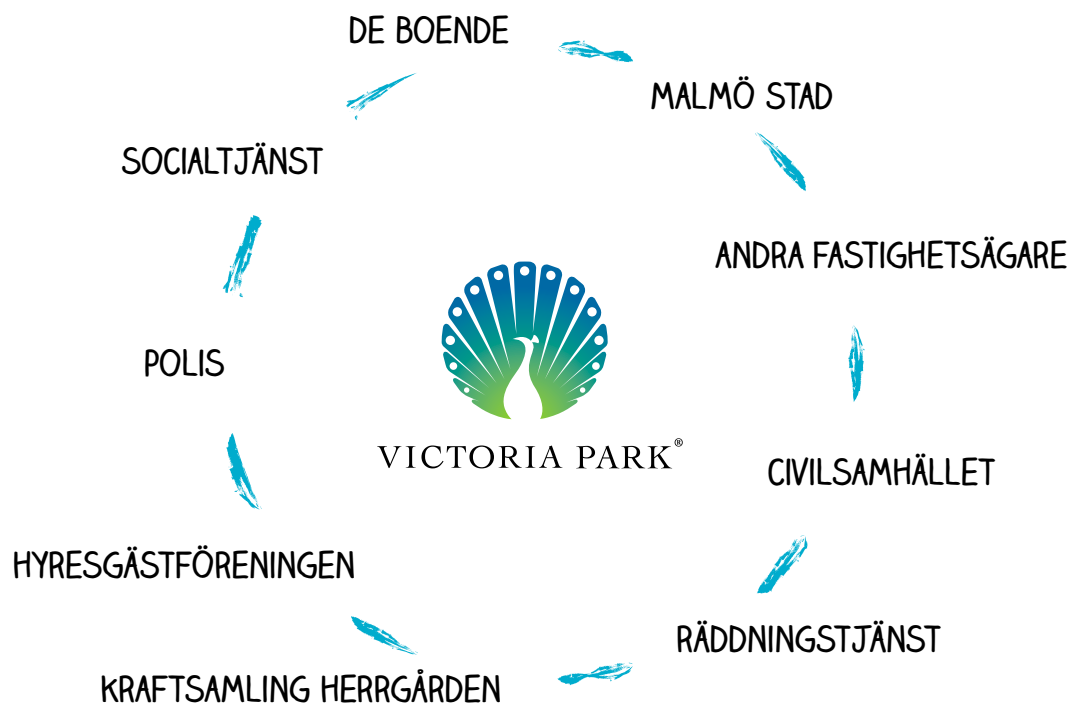 DE BOENDE
MALMÖ STAD
SOCIALTJÄNST
ANDRA FASTIGHETSÄGARE
POLIS
VICTORIA PARK®
CIVILSAMHÄLLET
HYRESGÄSTFÖRENINGEN
RÄDDNINGSTJÄNST
KRAFTSAMLING HERRGÅRDEN